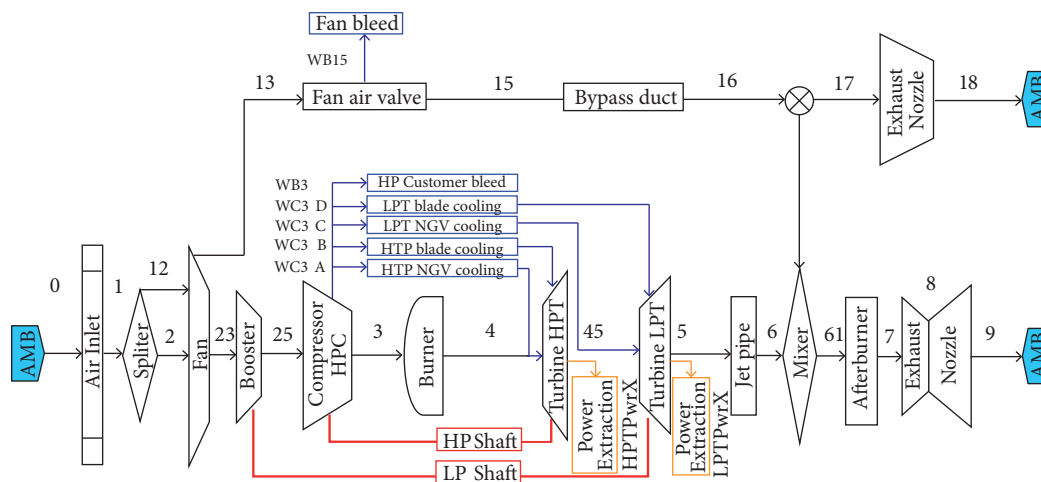 Fan bleed
WB15
13
Fan air valve
15
Bypass duct
16
17
Exhaust
Nozzle
18
AMB
WB3
HP Customer bleed
WC3 D
LPT blade cooling
WC3 C
LPT NGV cooling
WC3 B
HTP blade cooling
WC3 A
HTP NGV cooling
0
AMB
Air Inlet
1
12
Spliter
2
Fan
23
Booster
25
Compressor
HPC
3
Burner
4
Turbine HPT
45
Power
Extraction
HPTPwrX
Turbine LPT
5
Power
Extraction
LPTPwrX
Jet pipe
6
Mixer
61
Afterburner
7
Exhaust
Nozzle
8
9
AMB
HP Shaft
LP Shaft